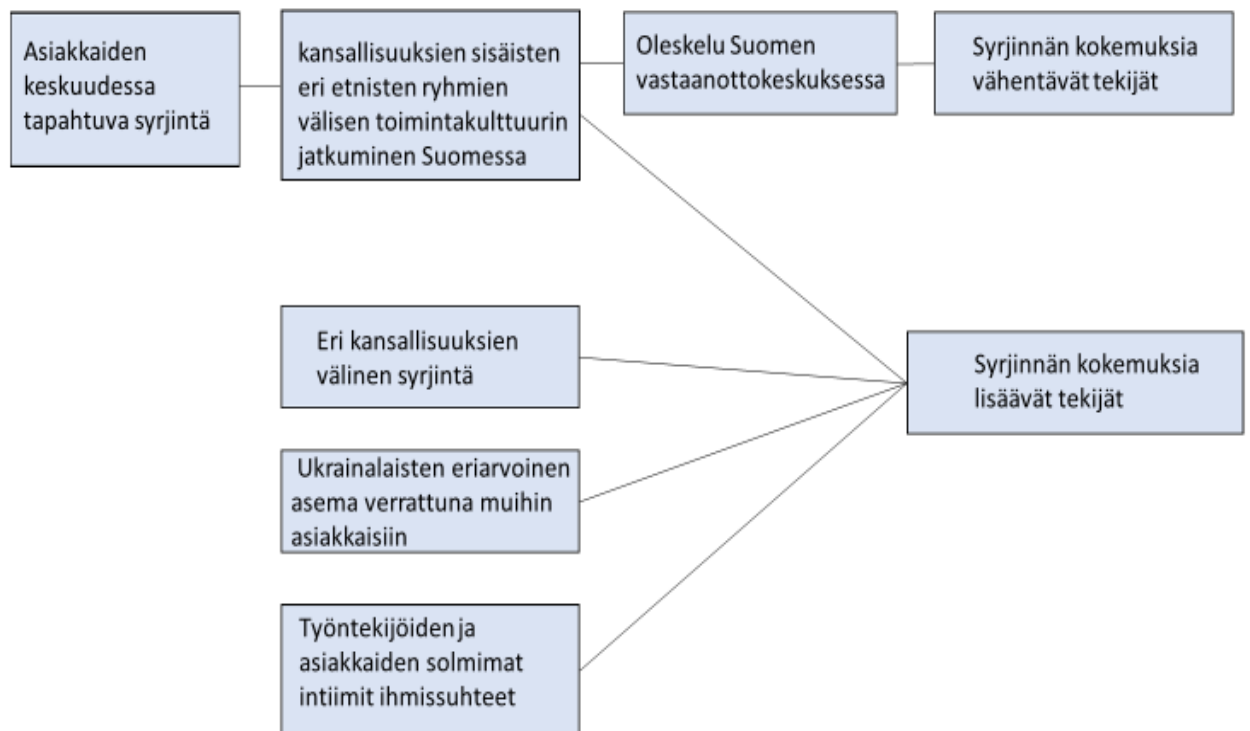 Asiakkaiden
keskuudessa
tapahtuva syrjintä
kansallisuuksien sisäisten
eri etnisten ryhmien
välisen toimintakulttuurin
jatkuminen Suomessa
Oleskelu Suomen
vastaanottokeskuksessa
Syrjinnän kokemuksia
vähentävät tekijät
Eri kansallisuuksien
välinen syrjintä
Syrjinnän kokemuksia
lisäävät tekijät
Ukrainalaisten eriarvoinen
asema verrattuna muihin
asiakkaisiin
Työntekijöiden ja
asiakkaiden solmimat
intiimit ihmissuhteet